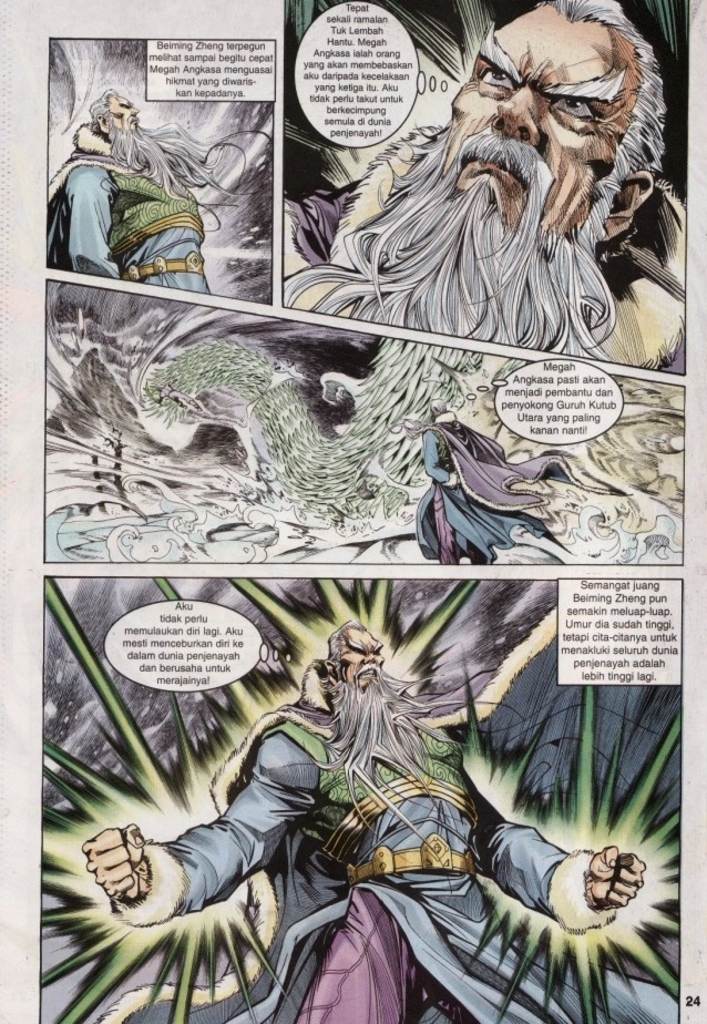 Beiming Zheng terpegun
melihat sampai begitu cepat
Megah Angkasa menguasai
hikmat yang diwaris-
kan kepadanya.
Tepat
sekali ramalan
Tuk Lembah
Hantu. Megah
Angkasa ialah orang
yang akan membebaskan
aku daripada kecelakaan
yang ketiga itu. Aku
tidak perlu takut untuk
berkecimpung
semula di dunia
penjenayah!
Megah
Angkasa pasti akan
menjadi pembantu dan
penyokong Guruh Kutub
Utara yang paling
kanan nanti!
Aku
tidak perlu
memulaukan diri lagi. Aku
mesti menceburkan diri ke
dalam dunia penjenayah
dan berusaha untuk
merajainya!
Semangat juang
Beiming Zheng pun
semakin meluap-luap.
Umur dia sudah tinggi,
tetapi cita-citanya untuk
menakluki seluruh dunia
penjenayah adalah
lebih tinggi lagi.
24